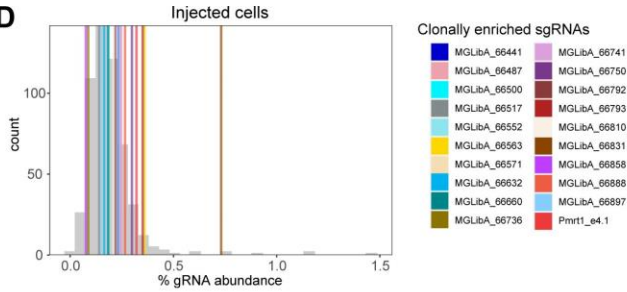 D
Injected cells
count
100
50
0
0.0 0.5 1.0 1.5
% gRNA abundance
Clonally enriched sgRNAs
MGLibA_66441
MGLibA_66487
MGLibA_66500
MGLibA_66517
MGLibA_66552
MGLibA_66563
MGLibA_66571
MGLibA_66632
MGLibA_66660
MGLibA_66736
MGLibA_66741
MGLibA_66750
MGLibA_66792
MGLibA_66793
MGLibA_66810
MGLibA_66831
MGLibA_66858
MGLibA_66888
MGLibA_66897
Pmrt1_e4.1